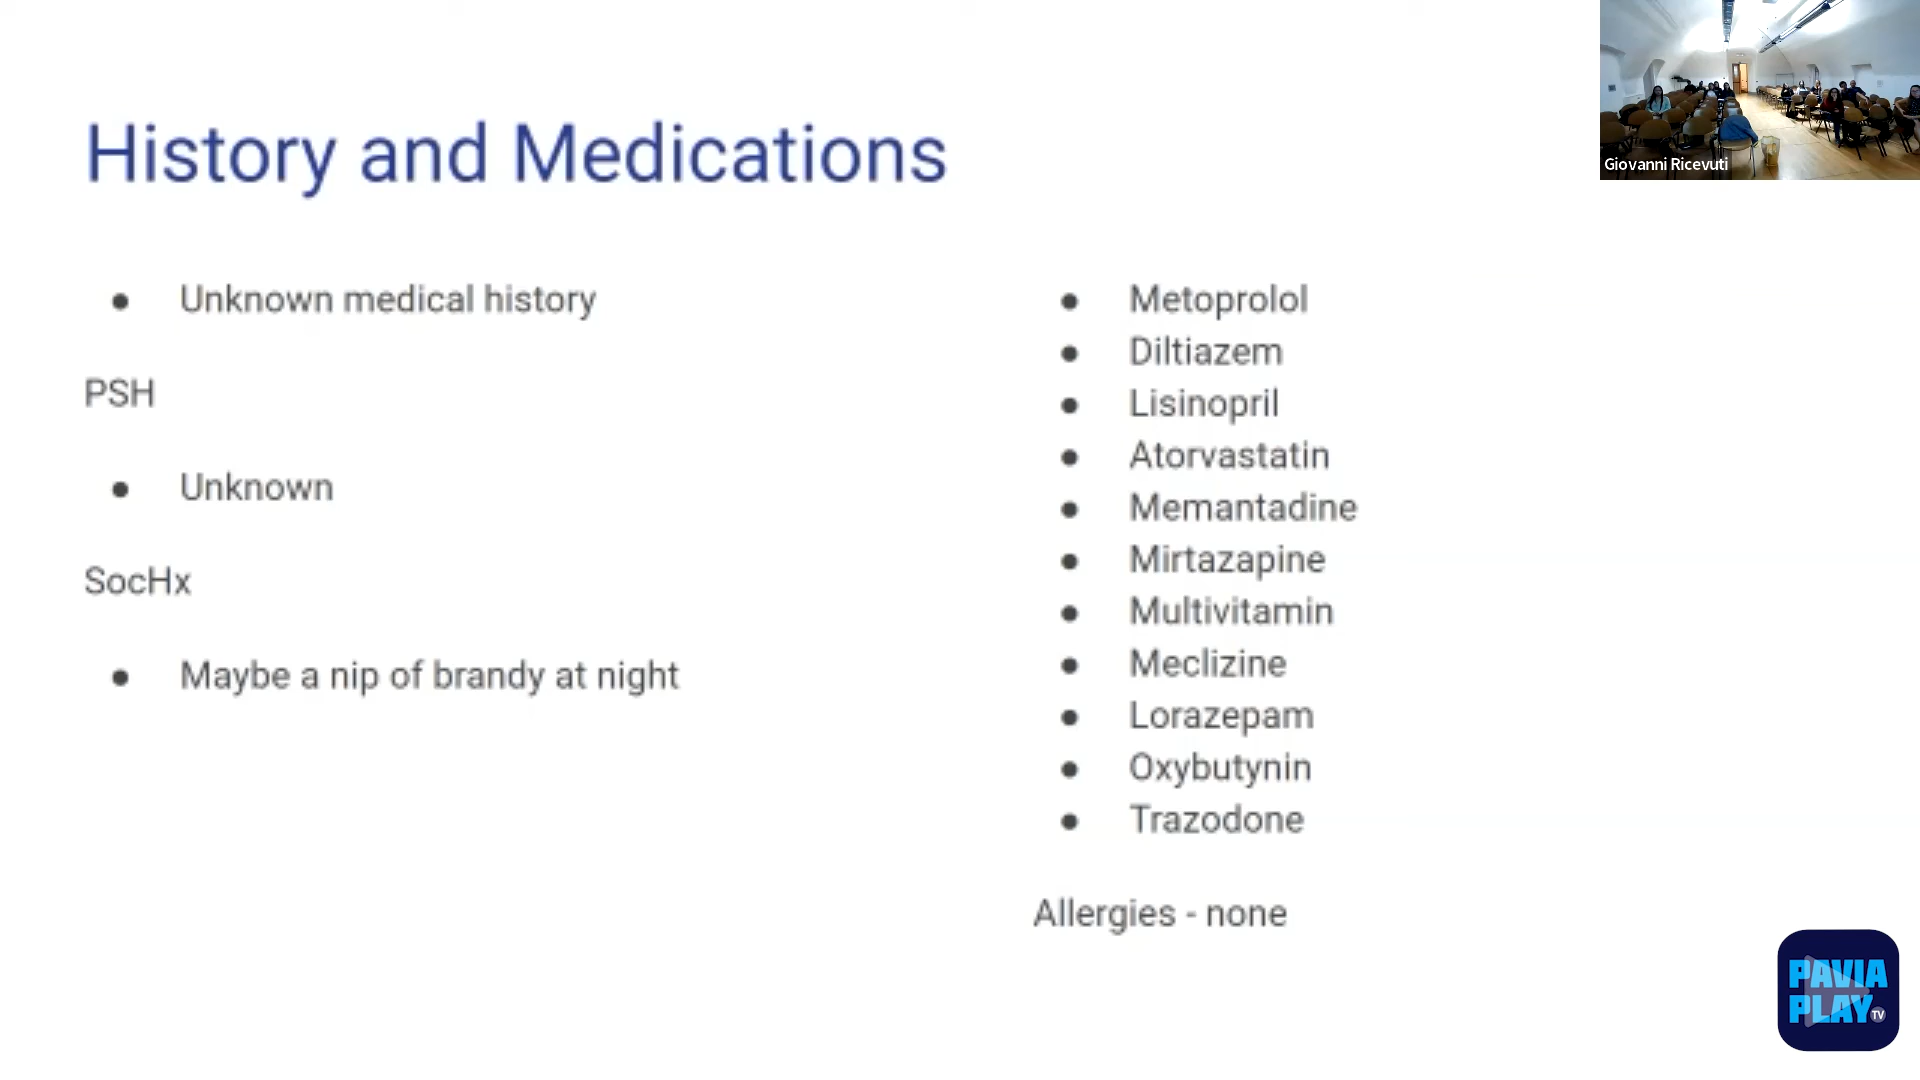 History and Medications
Unknown medical history
PSH
Unknown
SocHx
Maybe a nip of brandy at night
Metoprolol
Diltiazem
Lisinopril
Atorvastatin
Memantadine
Mirtazapine
Multivitamin
Meclizine
Lorazepam
Oxybutynin
Trazodone
Allergies - none
Giovanni Ricevuti
PAVIA
PLAY TV